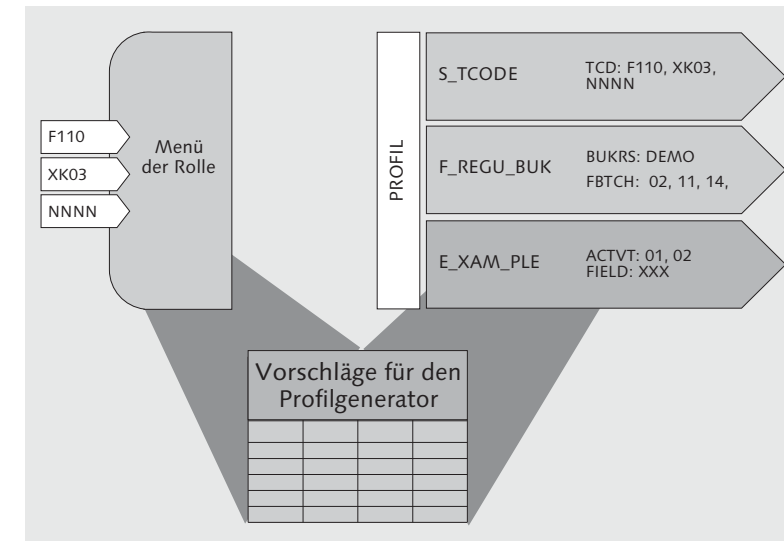 F110
XK03
NNNN
Menü
der Rolle
PROFIL
S_TCODE
TCD: F110, XK03,
NNNN
F_REGU_BUK
BUKRS: DEMO
FBTCH: 02, 11, 14,
E_XAM_PLE
ACTVT: 01, 02
FIELD: XXX
Vorschläge für den
Profilgenerator